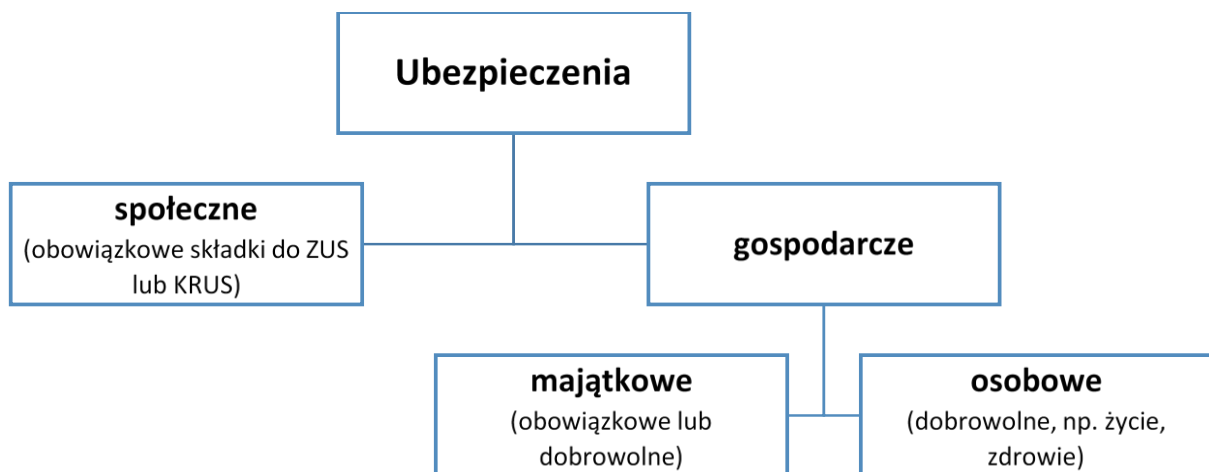 Ubezpieczenia
społeczne
(obowiązkowe składki do ZUS
lub KRUS)
gospodarcze
majątkowe
(obowiązkowe lub
dobrowolne)
osobowe
(dobrowolne, np. życie,
zdrowie)